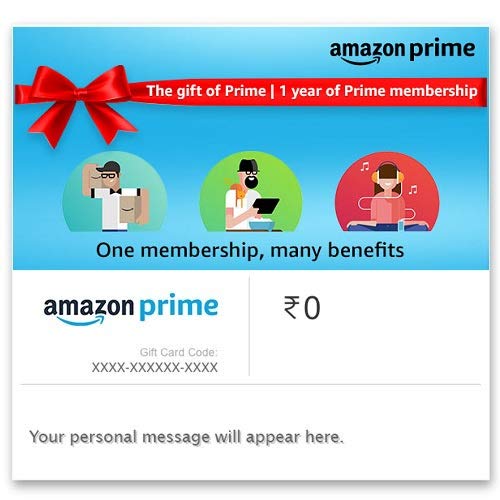 amazon prime
The gift of Prime | 1 year of Prime membership
One membership, many benefits
amazon prime
₹0
Gift Card Code:
XXXX-XXXXXX-XXXX
Your personal message will appear here.